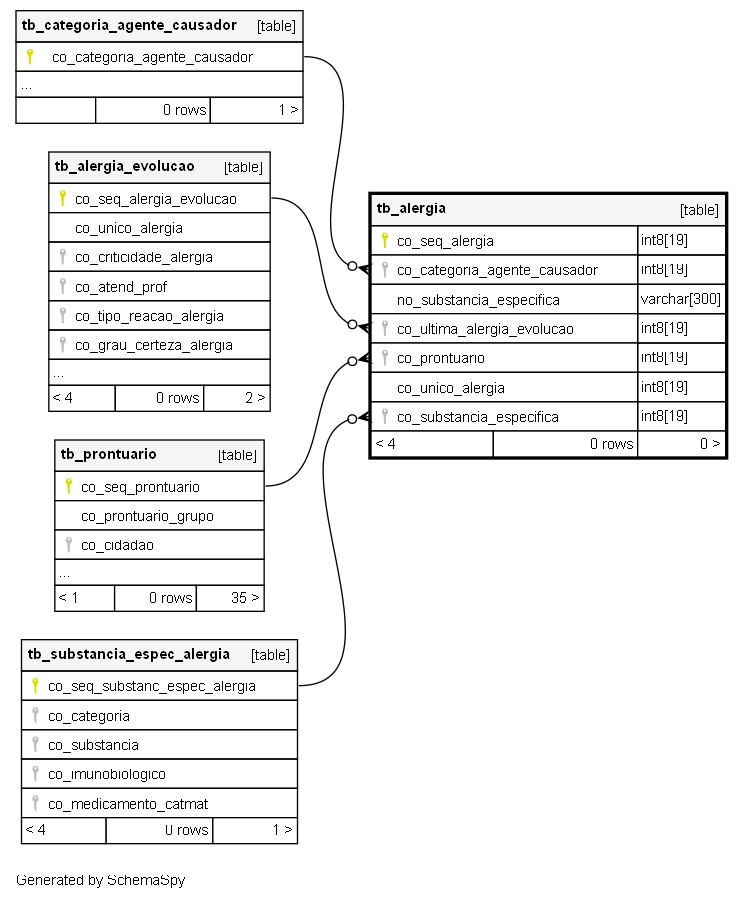 tb_categoria_agente_causador [table]
co_categoria_agente_causador
...
0 rows 1 >
tb_alergia_evolucao [table]
co_seq_alergia_evolucao
co_unico_alergia
co_criticidade_alergia
co_atend_prof
co_tipo_reacao_alergia
co_grau_certeza_alergia
...
< 4 0 rows 2 >
tb_prontuario [table]
co_seq_prontuario
co_prontuario_grupo
co_cidadao
...
< 1 0 rows 35 >
tb_substancia_espec_alergia [table]
co_seq_substanc_espec_alergia
co_categoria
co_substancia
co_imunobiologico
co_medicamento_catmat
< 4 0 rows 1 >
tb_alergia [table]
co_seq_alergia int8[19]
co_categoria_agente_causador int8[19]
no_substancia_especifica varchar[300]
co_ultima_alergia_evolucao int8[19]
co_prontuario int8[19]
co_unico_alergia int8[19]
co_substancia_especifica int8[19]
< 4 0 rows 0 >
Generated by SchemaSpy